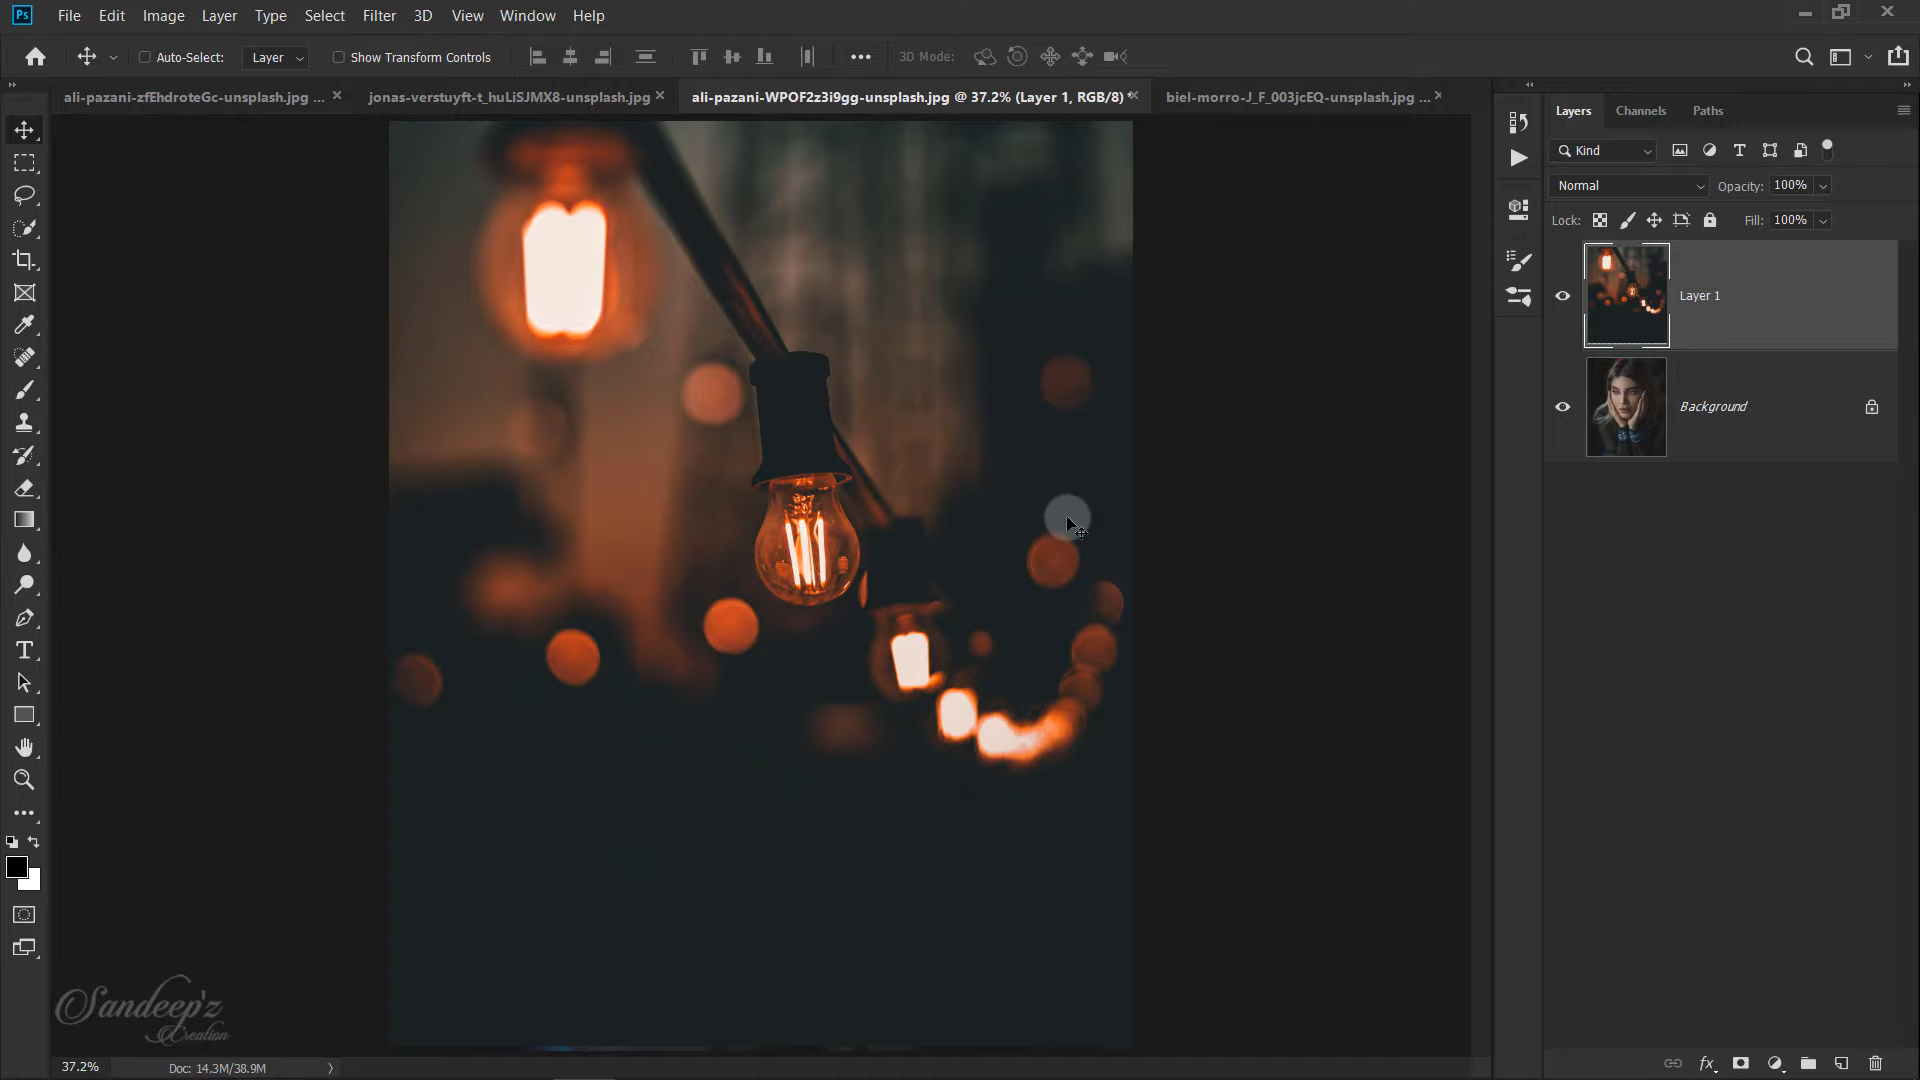 Ps File Edit Image Layer Type Select Filter 3D View Window Help
Auto-Select: Layer Show Transform Controls 3D Mode:
ali-pazani-zfEhdroteGc-unsplash.jpg ... jonas-verstuyft-t_huLiSJMX8-unsplash.jpg ali-pazani-WPOF2z3i9gg-unsplash.jpg @ 37.2% (Layer 1, RGB/8) * biel-morro-J_F_003jcEQ-unsplash.jpg ...
Layers Channels Paths
Kind
Normal Opacity: 100%
Lock: Fill: 100%
Layer 1
Background
Sandeep'z
Creation
37.2% Doc: 14.3M/38.9M